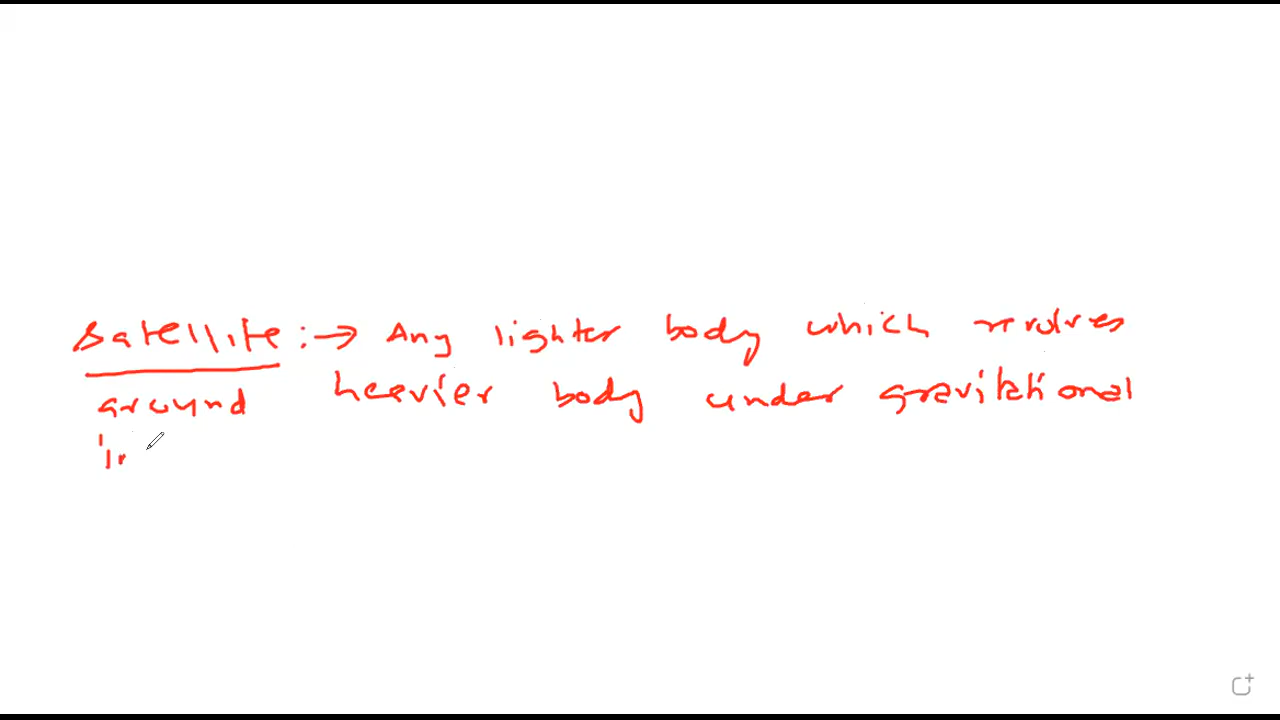 Satellite :→ Any lighter body which revolves
around heavier body under gravitational